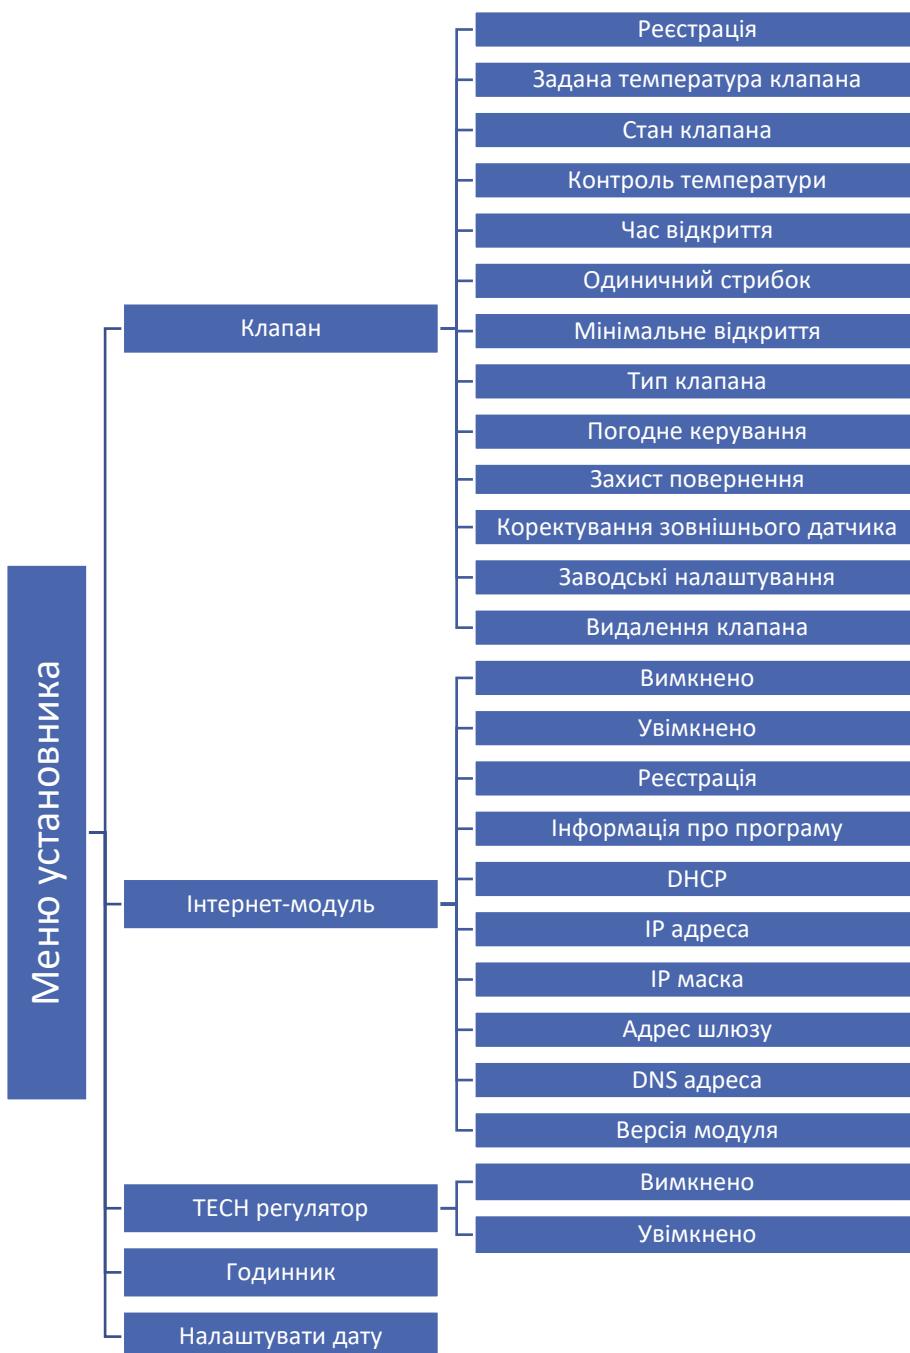 Меню установника
Клапан
Реєстрація
Задана температура клапана
Стан клапана
Контроль температури
Час відкриття
Одиничний стрибок
Мінімальне відкриття
Тип клапана
Погодне керування
Захист повернення
Коректування зовнішнього датчика
Заводські налаштування
Видалення клапана
Інтернет-модуль
Вимкнено
Увімкнено
Реєстрація
Інформація про програму
DHCP
IP адреса
IP маска
Адрес шлюзу
DNS адреса
Версія модуля
TECH регулятор
Вимкнено
Увімкнено
Годинник
Налаштувати дату